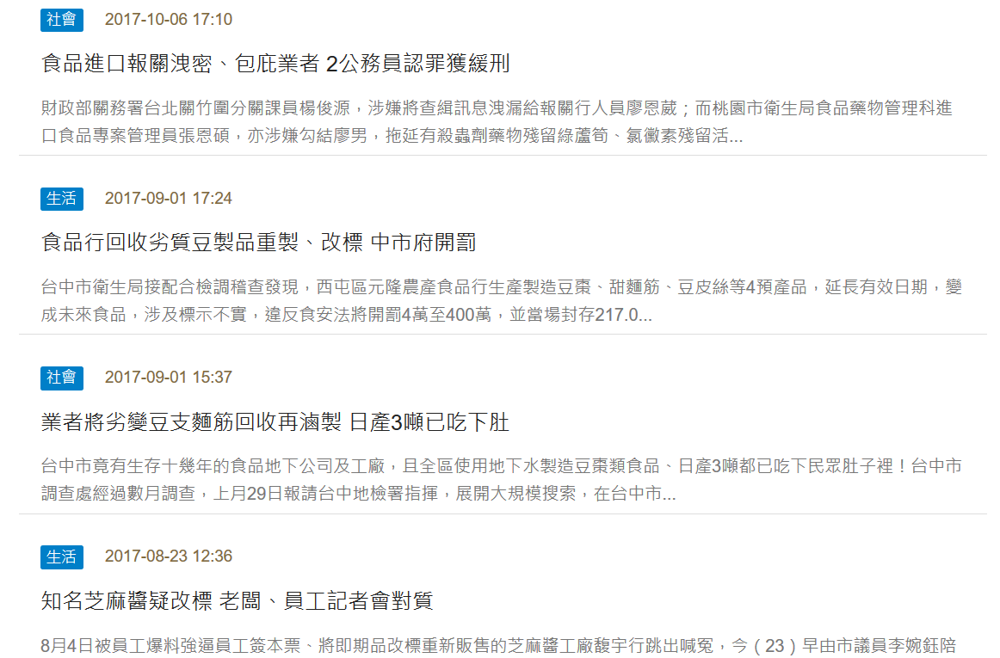 社會 2017-10-06 17:10
食品進口報關洩密、包庇業者 2公務員認罪獲緩刑
財政部關務署台北關竹圍分關課員楊俊源，涉嫌將查緝訊息洩漏給報關行人員廖恩葳；而桃園市衛生局食品藥物管理科進
口食品專案管理員張恩碩，亦涉嫌勾結廖男，拖延有殺蟲劑藥物殘留綠蘆筍、氯黴素殘留活...
生活 2017-09-01 17:24
食品行回收劣質豆製品重製、改標 中市府開罰
台中市衛生局接配合檢調稽查發現，西屯區元隆農產食品行生產製造豆棗、甜麵筋、豆皮絲等4預產品，延長有效日期，變
成未來食品，涉及標示不實，違反食安法將開罰4萬至400萬，並當場封存217.0...
社會 2017-09-01 15:37
業者將劣變豆支麵筋回收再滷製 日產3噸已吃下肚
台中市竟有生存十幾年的食品地下公司及工廠，且全區使用地下水製造豆棗類食品、日產3噸都已吃下民眾肚子裡！台中市
調查處經過數月調查，上月29日報請台中地檢署指揮，展開大規模搜索，在台中市...
生活 2017-08-23 12:36
知名芝麻醬疑改標 老闆、員工記者會對質
8月4日被員工爆料強逼員工簽本票、將即期品改標重新販售的芝麻醬工廠馥宇行跳出喊冤，今（23）早由市議員李婉鈺陪